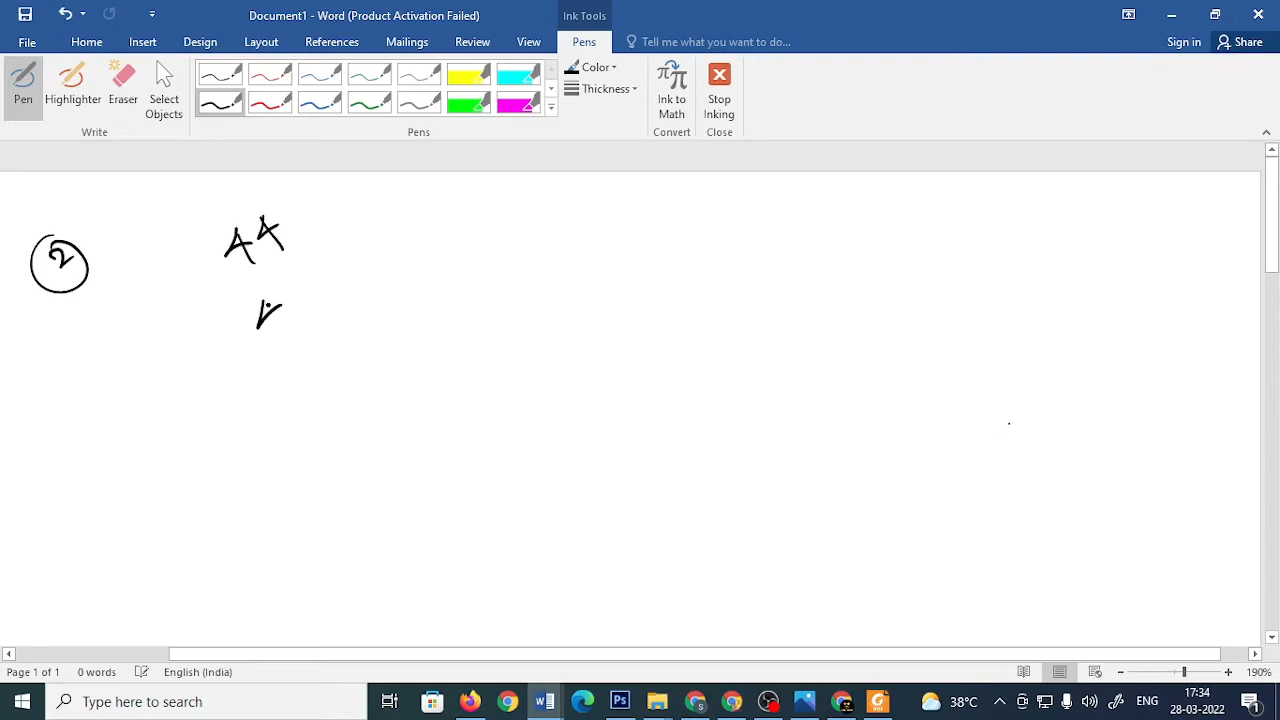 Document1 - Word (Product Activation Failed)
Ink Tools
File
Home
Insert
Design
Layout
References
Mailings
Review
View
Pens
Tell me what you want to do...
Sign in
Share
Pen
Highlighter
Eraser
Select Objects
Color
Thickness
Ink to Math
Stop Inking
Write
Pens
Convert
Close
2
Page 1 of 1
0 words
English (India)
190%
Type here to search
38°C
ENG
17:34
28-03-2022